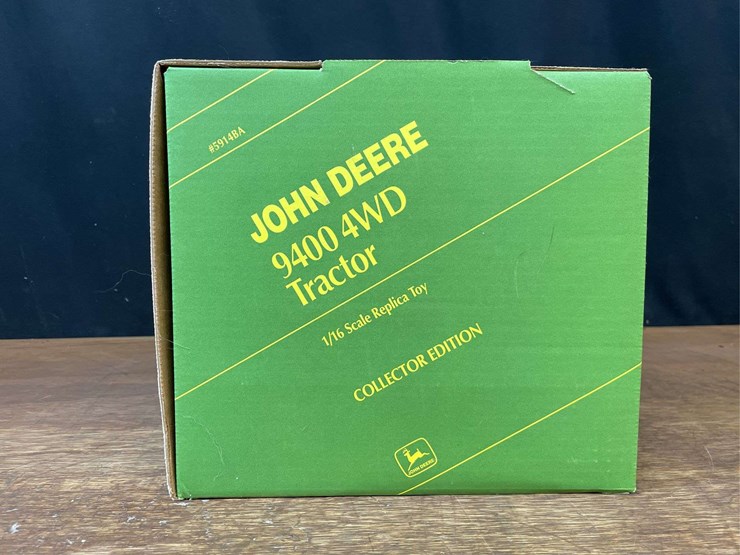 #5914BA
JOHN DEERE
9400 4WD
Tractor
1/16 Scale Replica Toy
COLLECTOR EDITION
JOHN DEERE